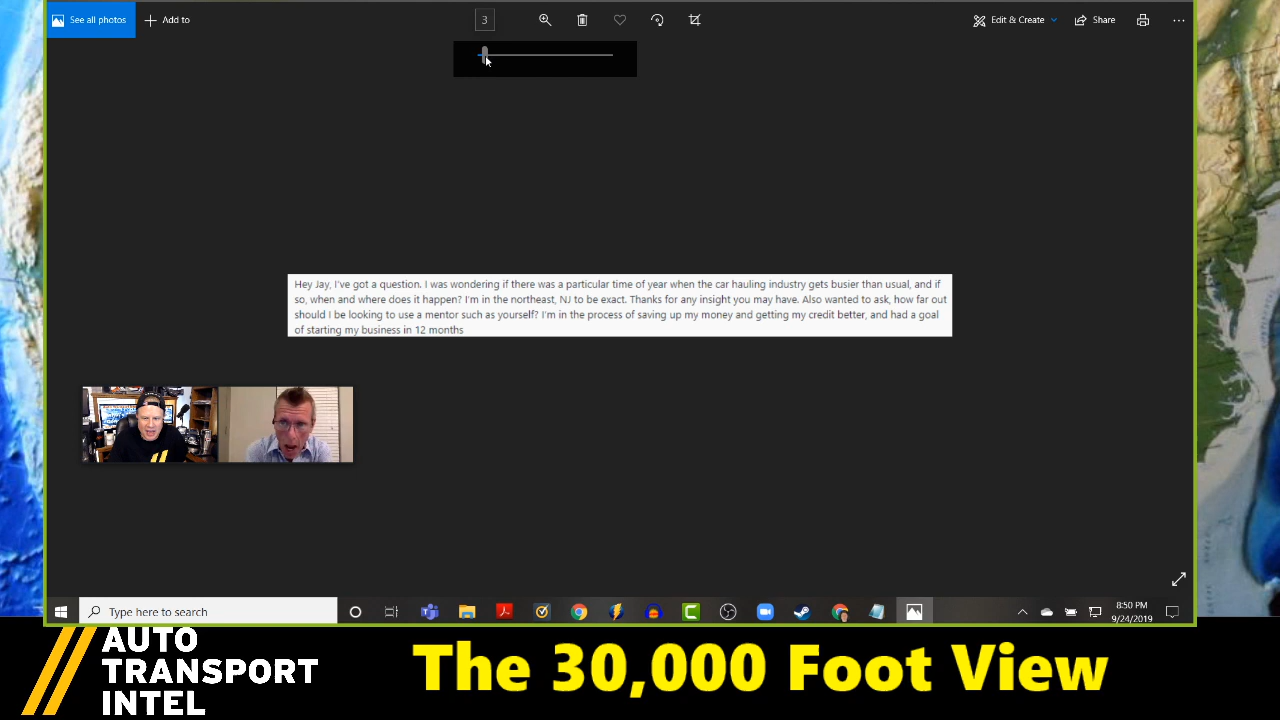 See all photos
Add to
3
Edit & Create
Share
Hey Jay, I've got a question. I was wondering if there was a particular time of year when the car hauling industry gets busier than usual, and if
so, when and where does it happen? I'm in the northeast, NJ to be exact. Thanks for any insight you may have. Also wanted to ask, how far out
should I be looking to use a mentor such as yourself? I'm in the process of saving up my money and getting my credit better, and had a goal
of starting my business in 12 months
Type here to search
8:50 PM
9/24/2019
AUTO
TRANSPORT
INTEL
The 30,000 Foot View